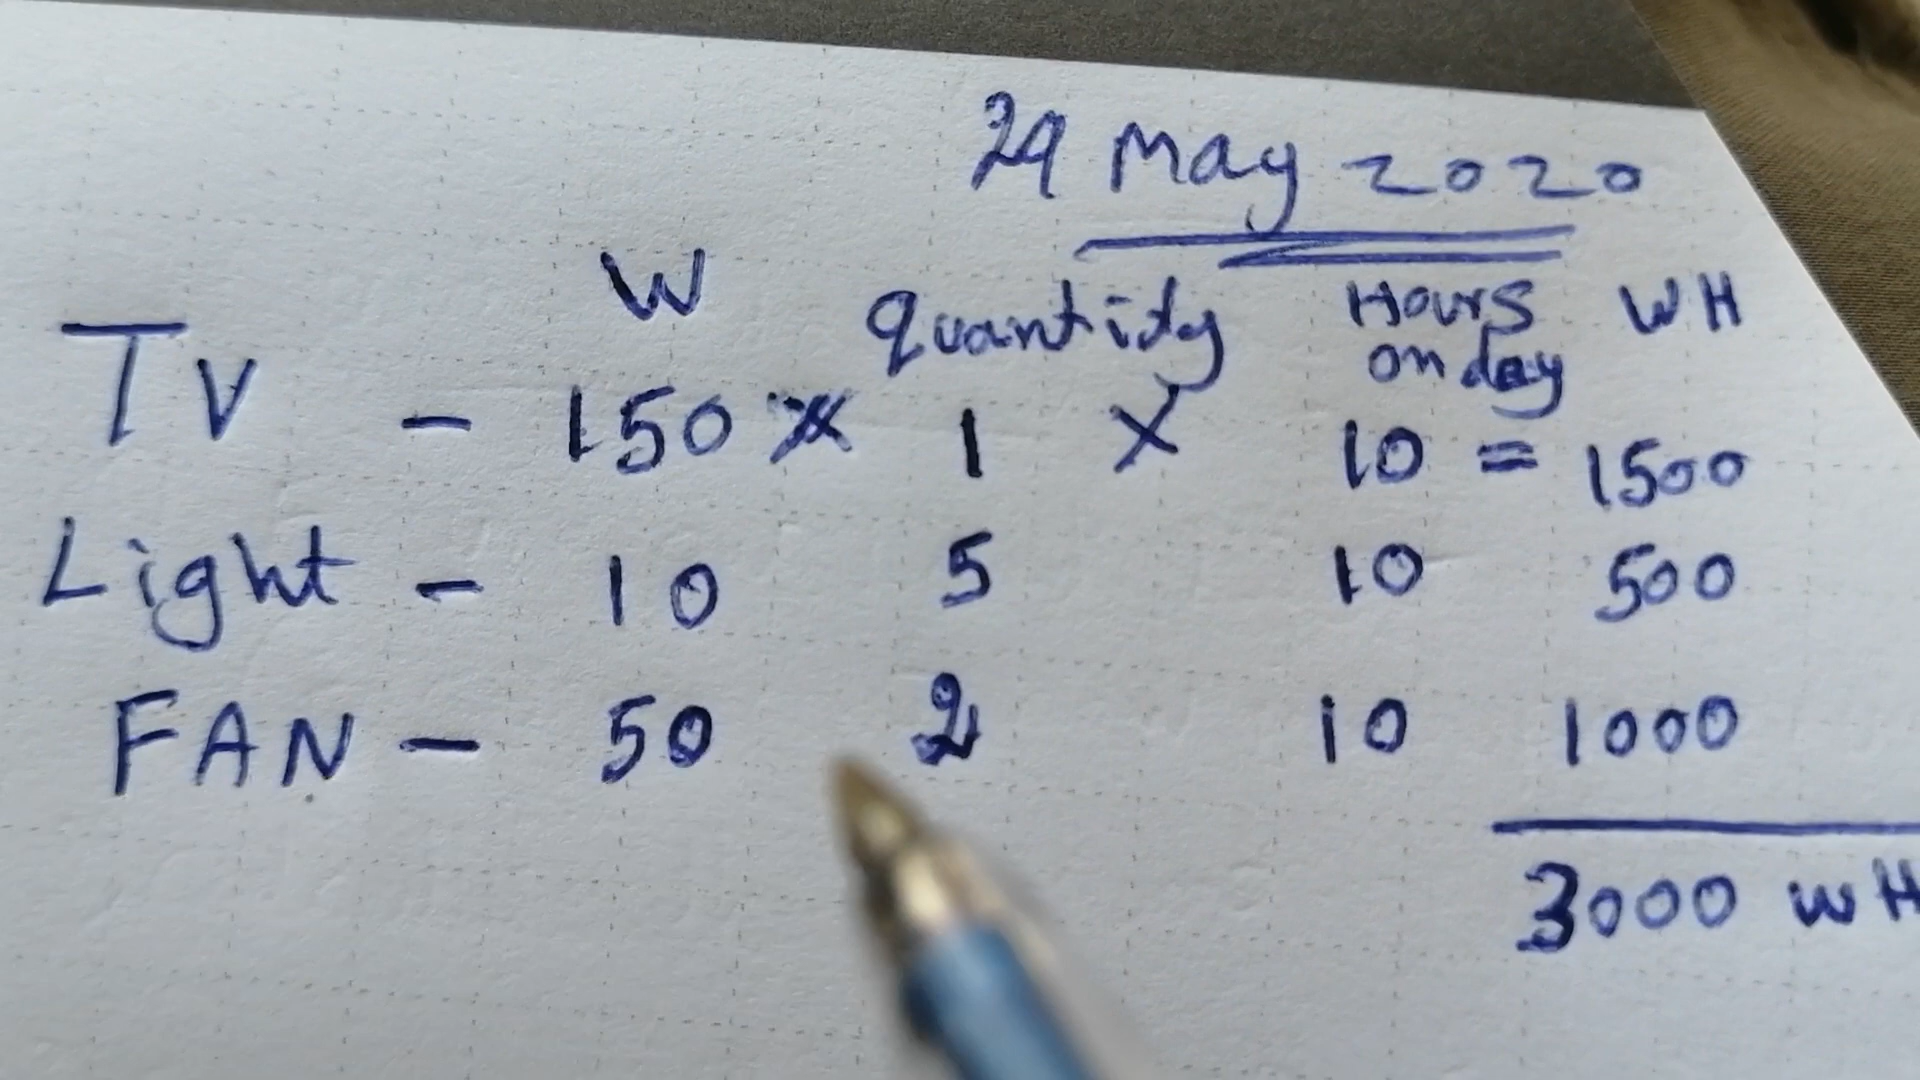 29 May 2020
W Quantity Hours on day WH
TV - 150 x 1 x 10 = 1500
Light - 10 5 10 500
FAN - 50 2 10 1000
3000 WH